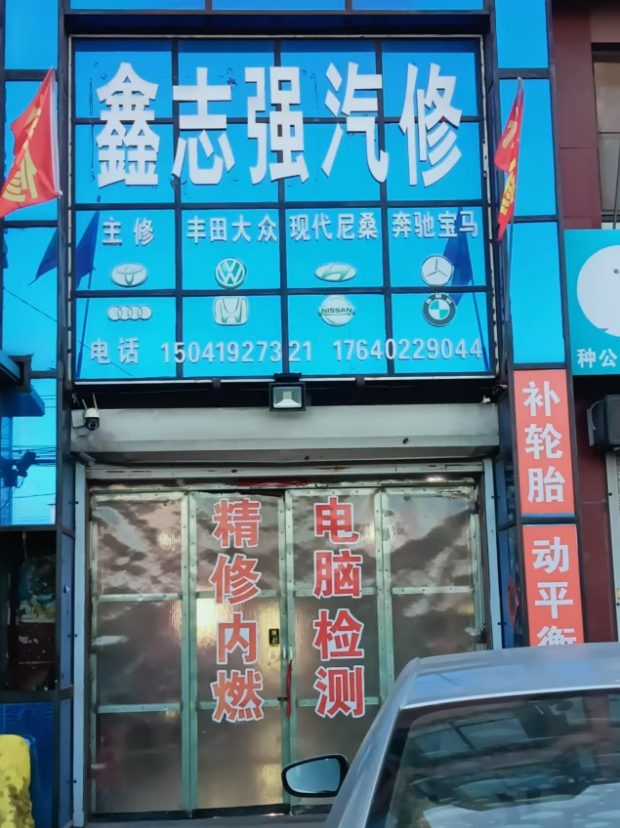 鑫志强汽修
主修 丰田大众 现代尼桑 奔驰宝马
NISSAN
电话 15041927321 17640229044
精修内燃
电脑检测
补轮胎
动平衡
种公
修